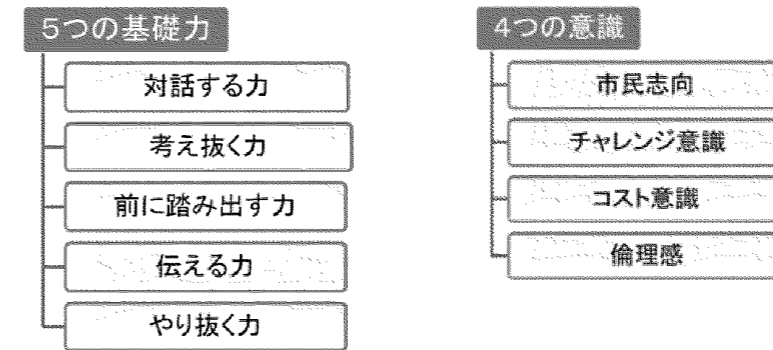 5つの基礎力
対話する力
考え抜く力
前に踏み出す力
伝える力
やり抜く力
4つの意識
市民志向
チャレンジ意識
コスト意識
倫理感